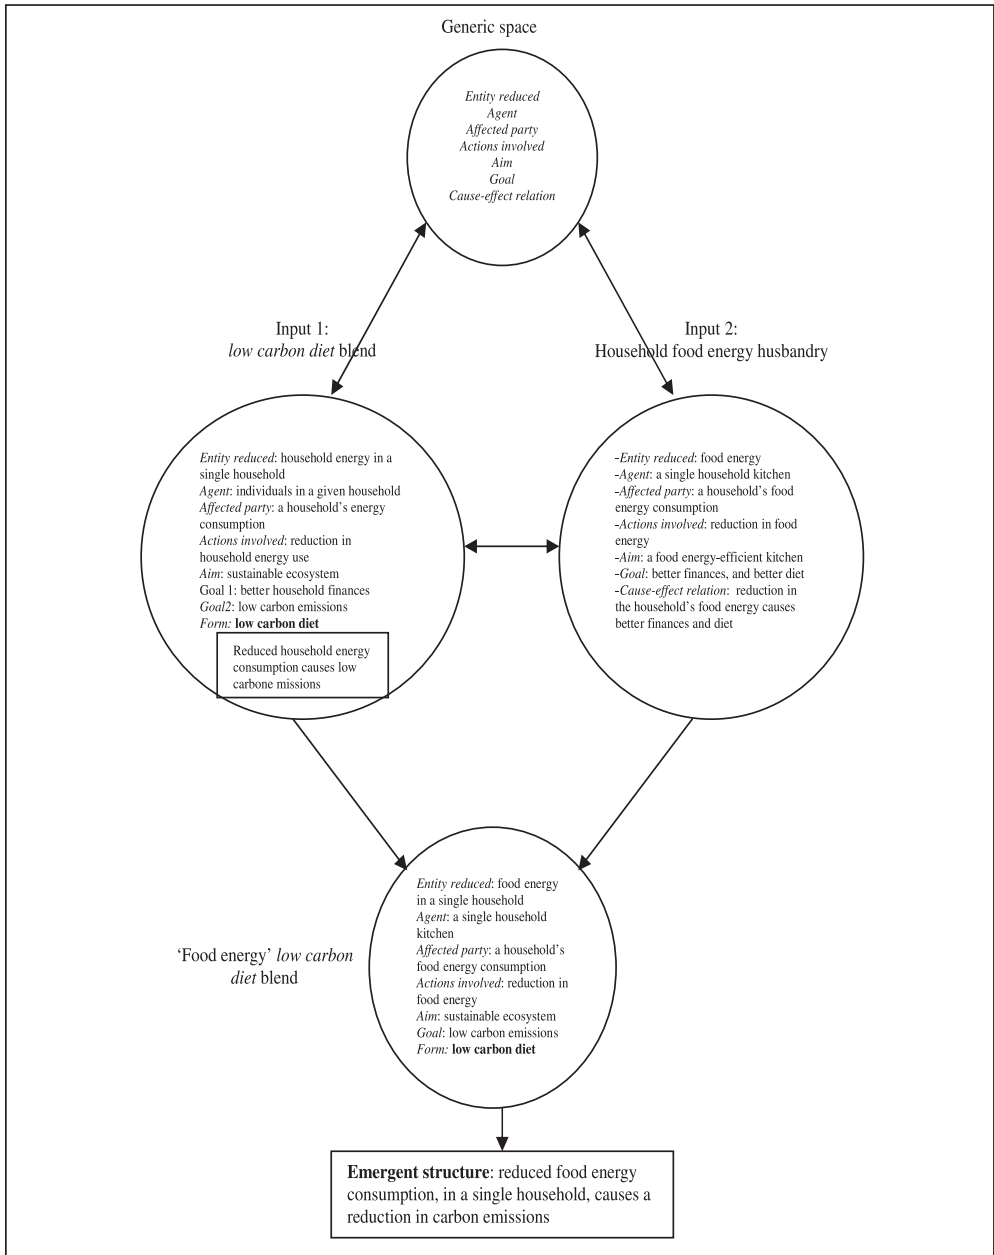 Generic space
Entity reduced
Agent
Affected party
Actions involved
Aim
Goal
Cause-effect relation
Input 1:
low carbon diet blend
Input 2:
Household food energy husbandry
Entity reduced: household energy in a
single household
Agent: individuals in a given household
Affected party: a household's energy
consumption
Actions involved: reduction in
household energy use
Aim: sustainable ecosystem
Goal 1: better household finances
Goal2: low carbon emissions
Form: low carbon diet
Reduced household energy
consumption causes low
carbone missions
-Entity reduced: food energy
-Agent: a single household kitchen
-Affected party: a household's food
energy consumption
-Actions involved: reduction in food
energy
-Aim: a food energy-efficient kitchen
-Goal: better finances, and better diet
-Cause-effect relation: reduction in
the household's food energy causes
better finances and diet
'Food energy' low carbon
diet blend
Entity reduced: food energy
in a single household
Agent: a single household
kitchen
Affected party: a household's
food energy consumption
Actions involved: reduction in
food energy
Aim: sustainable ecosystem
Goal: low carbon emissions
Form: low carbon diet
Emergent structure: reduced food energy
consumption, in a single household, causes a
reduction in carbon emissions